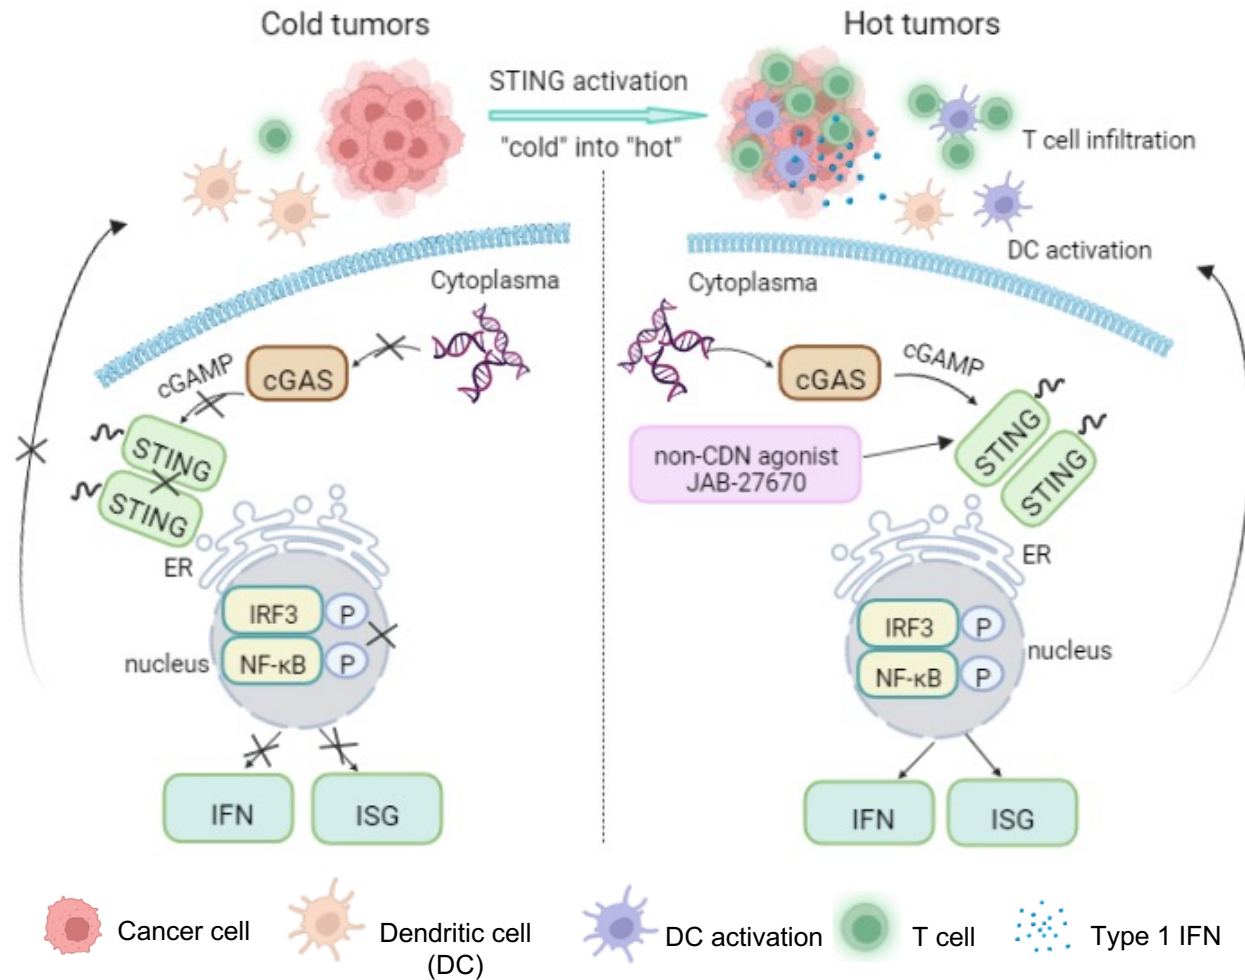 Cold tumors
Hot tumors
STING activation
"cold" into "hot"
T cell infiltration
DC activation
Cytoplasma
cGAMP
cGAS
STING
STING
ER
IRF3
P
NF-κB
P
nucleus
IFN
ISG
Cytoplasma
cGAS
cGAMP
non-CDN agonist
JAB-27670
STING
STING
ER
IRF3
P
NF-κB
P
nucleus
IFN
ISG
Cancer cell
Dendritic cell
(DC)
DC activation
T cell
Type 1 IFN